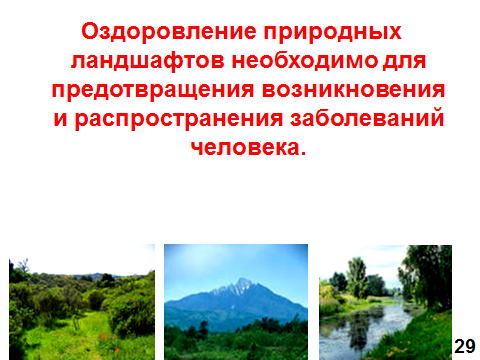 Оздоровление природных
ландшафтов необходимо для
предотвращения возникновения
и распространения заболеваний
человека.
29